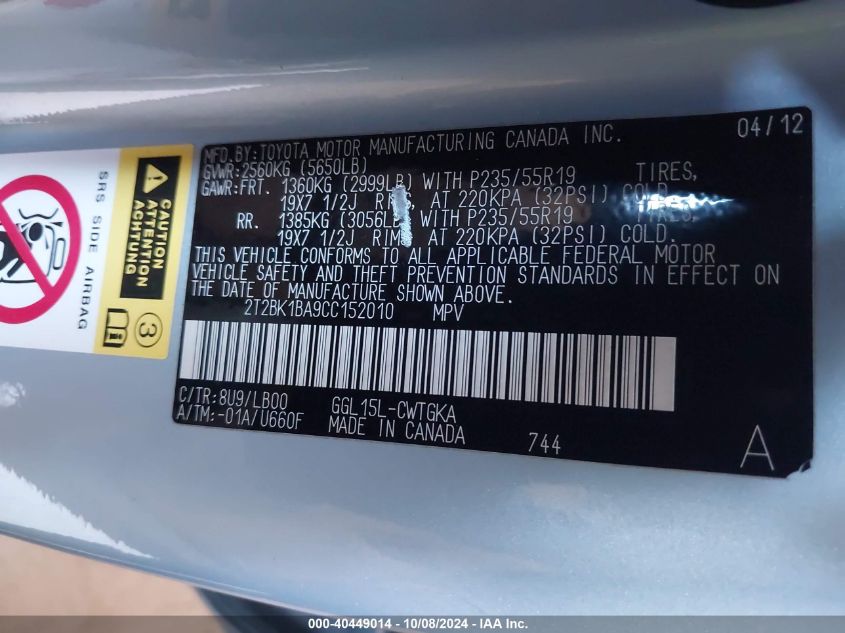 MFD.BY:TOYOTA MOTOR MANUFACTURING CANADA INC. 04/12
GVWR:2560KG (5650LB)
GAWR:FRT. 1360KG (2999LB) WITH P235/55R19 TIRES,
19X7 1/2J RIMS, AT 220KPA (32PSI) COLD.
RR. 1385KG (3056LB) WITH P235/55R19 TIRES,
19X7 1/2J RIMS, AT 220KPA (32PSI) COLD.
THIS VEHICLE CONFORMS TO ALL APPLICABLE FEDERAL MOTOR
VEHICLE SAFETY AND THEFT PREVENTION STANDARDS IN EFFECT ON
THE DATE OF MANUFACTURE SHOWN ABOVE.
2T2BK1BA9CC152010 MPV
C/TR:8U9/LB00 GGL15L-CWTGKA
A/TM:-01A/U660F MADE IN CANADA 744 A
SRS SIDE AIRBAG
CAUTION
ATTENTION
ACHTUNG
3
000-40449014 - 10/08/2024 - IAA Inc.